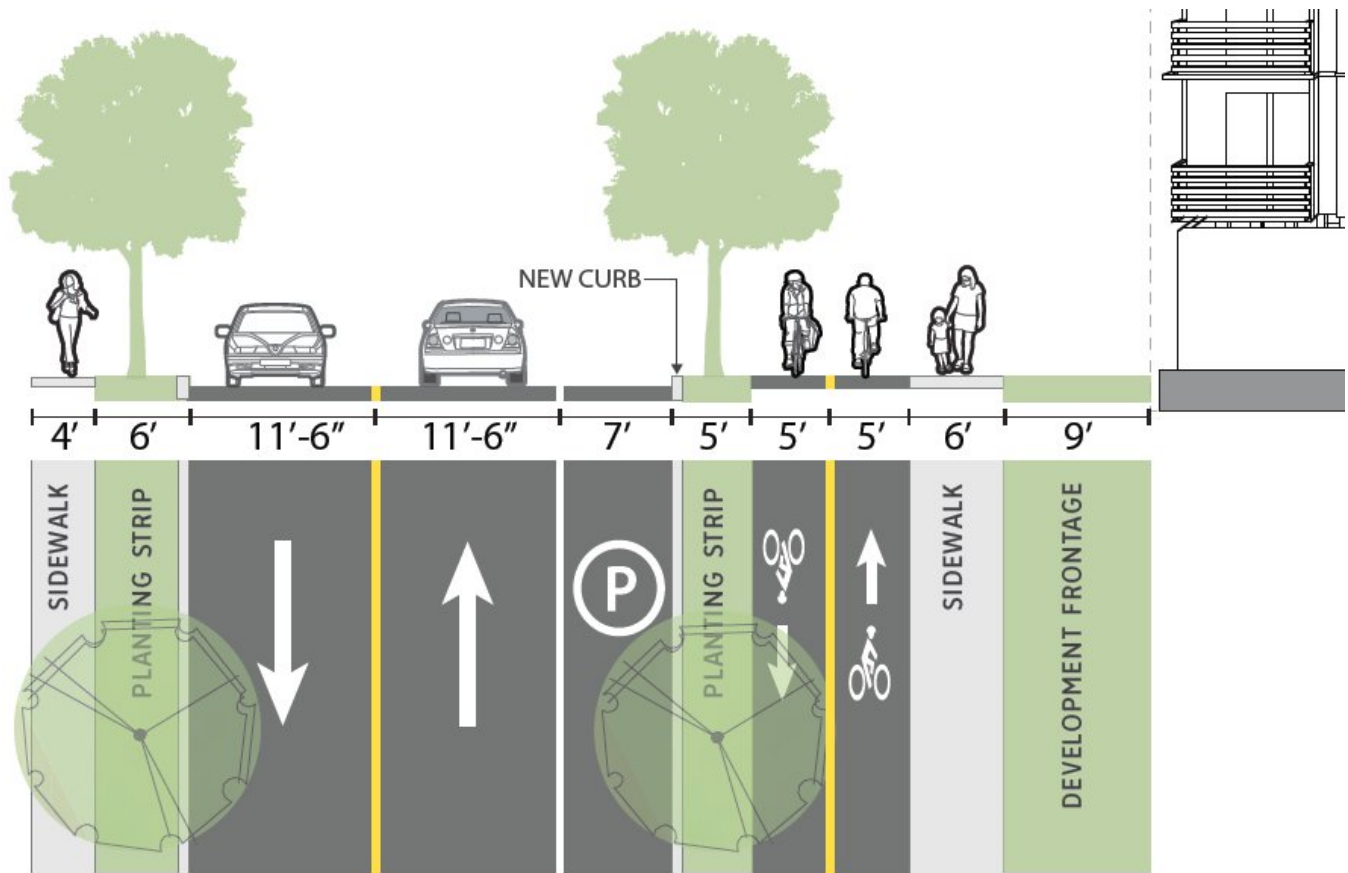 NEW CURB
4' 6' 11'-6" 11'-6" 7' 5' 5' 5' 6' 9'
SIDEWALK
PLANTING STRIP
P
PLANTING STRIP
SIDEWALK
DEVELOPMENT FRONTAGE